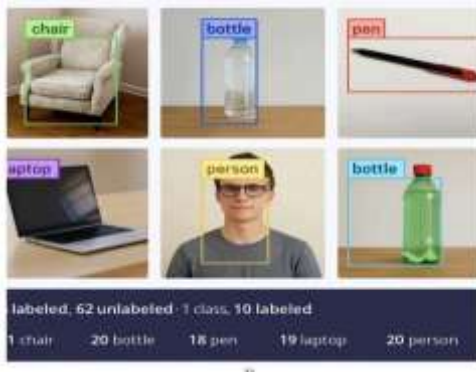 chair
bottle
pen
laptop
person
bottle
labeled, 62 unlabeled · 1 class, 10 labeled
1 chair 20 bottle 18 pen 19 laptop 20 person